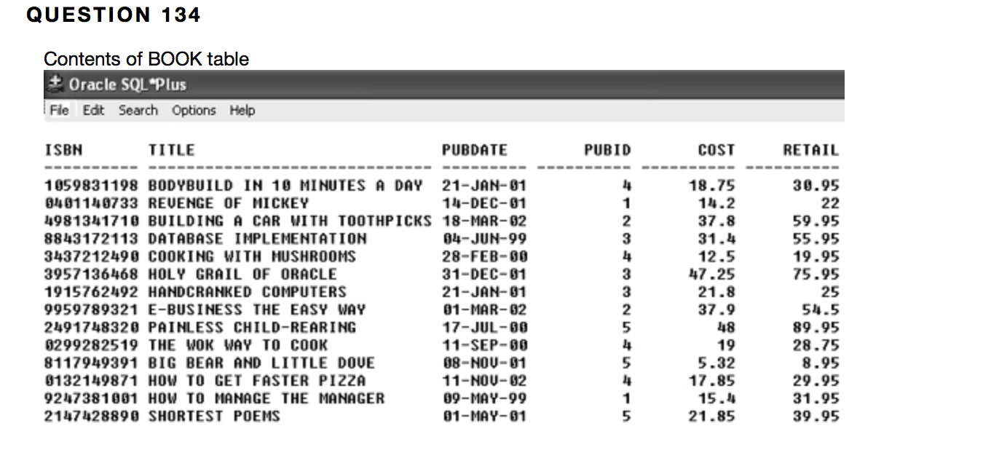 QUESTION 134
Contents of BOOK table
Oracle SQL*Plus
File Edit Search Options Help
ISBN TITLE PUBDATE PUBID COST RETAIL
---------- ------------------------------ --------- ---------- ---------- ----------
1059831198 BODYBUILD IN 10 MINUTES A DAY 21-JAN-01 4 18.75 30.95
0401140733 REVENGE OF MICKEY 14-DEC-01 1 14.2 22
4981341710 BUILDING A CAR WITH TOOTHPICKS 18-MAR-02 2 37.8 59.95
8843172113 DATABASE IMPLEMENTATION 04-JUN-99 3 31.4 55.95
3437212490 COOKING WITH MUSHROOMS 28-FEB-00 4 12.5 19.95
3957136468 HOLY GRAIL OF ORACLE 31-DEC-01 3 47.25 75.95
1915762492 HANDCRANKED COMPUTERS 21-JAN-01 3 21.8 25
9959789321 E-BUSINESS THE EASY WAY 01-MAR-02 2 37.9 54.5
2491748320 PAINLESS CHILD-REARING 17-JUL-00 5 48 89.95
0299282519 THE WOK WAY TO COOK 11-SEP-00 4 19 28.75
8117949391 BIG BEAR AND LITTLE DOVE 08-NOV-01 5 5.32 8.95
0132149871 HOW TO GET FASTER PIZZA 11-NOV-02 4 17.85 29.95
9247381001 HOW TO MANAGE THE MANAGER 09-MAY-99 1 15.4 31.95
2147428890 SHORTEST POEMS 01-MAY-01 5 21.85 39.95